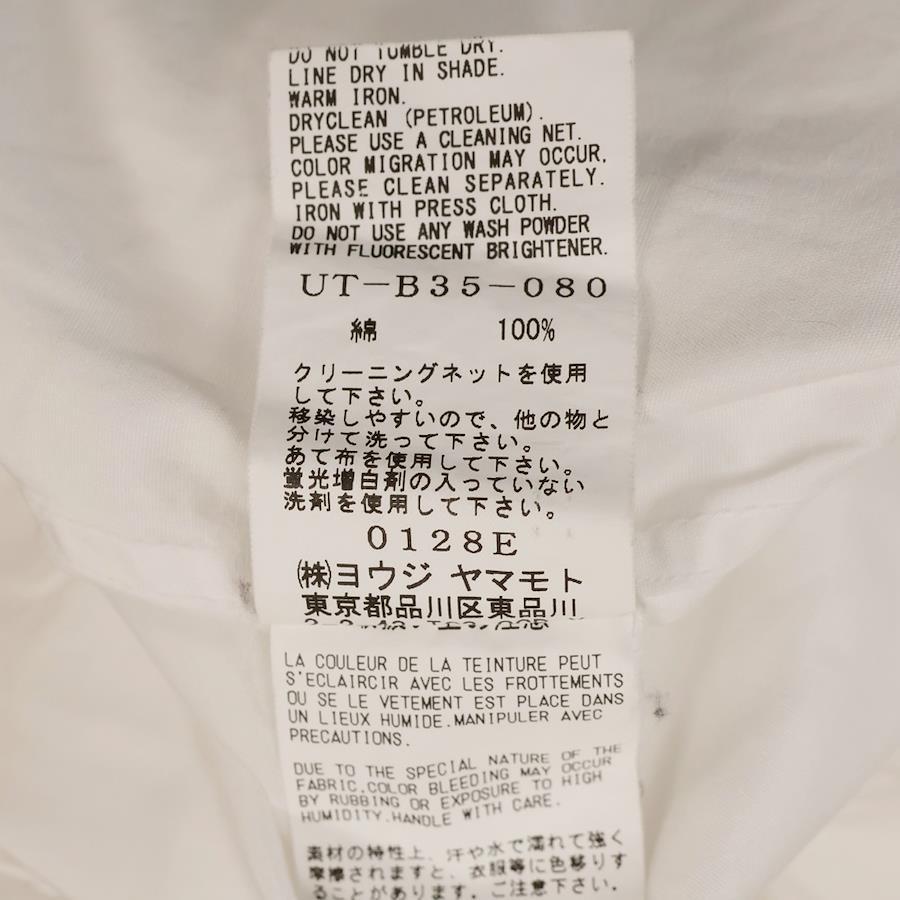 DO NOT TUMBLE DRY.
LINE DRY IN SHADE.
WARM IRON.
DRYCLEAN (PETROLEUM).
PLEASE USE A CLEANING NET.
COLOR MIGRATION MAY OCCUR,
PLEASE CLEAN SEPARATELY.
IRON WITH PRESS CLOTH.
DO NOT USE ANY WASH POWDER
WITH FLUORESCENT BRIGHTENER.
UT-B35-080
綿 100%
クリーニングネットを使用
して下さい。
移染しやすいので、他の物と
分けて洗って下さい。
あて布を使用して下さい。
蛍光増白剤の入っていない
洗剤を使用して下さい。
0128E
(株)ヨウジ ヤマモト
東京都品川区東品川
LA COULEUR DE LA TEINTURE PEUT
S'ECLAIRCIR AVEC LES FROTTEMENTS
OU SE LE VETEMENT EST PLACE DANS
UN LIEUX HUMIDE.MANIPULER AVEC
PRECAUTIONS.
DUE TO THE SPECIAL NATURE OF THE
FABRIC,COLOR BLEEDING MAY OCCUR
BY RUBBING OR EXPOSURE TO HIGH
HUMIDITY.HANDLE WITH CARE.
素材の特性上、汗や水で濡れて強く
摩擦されますと、衣服等に色移りす
ることがあります。ご注意下さい。